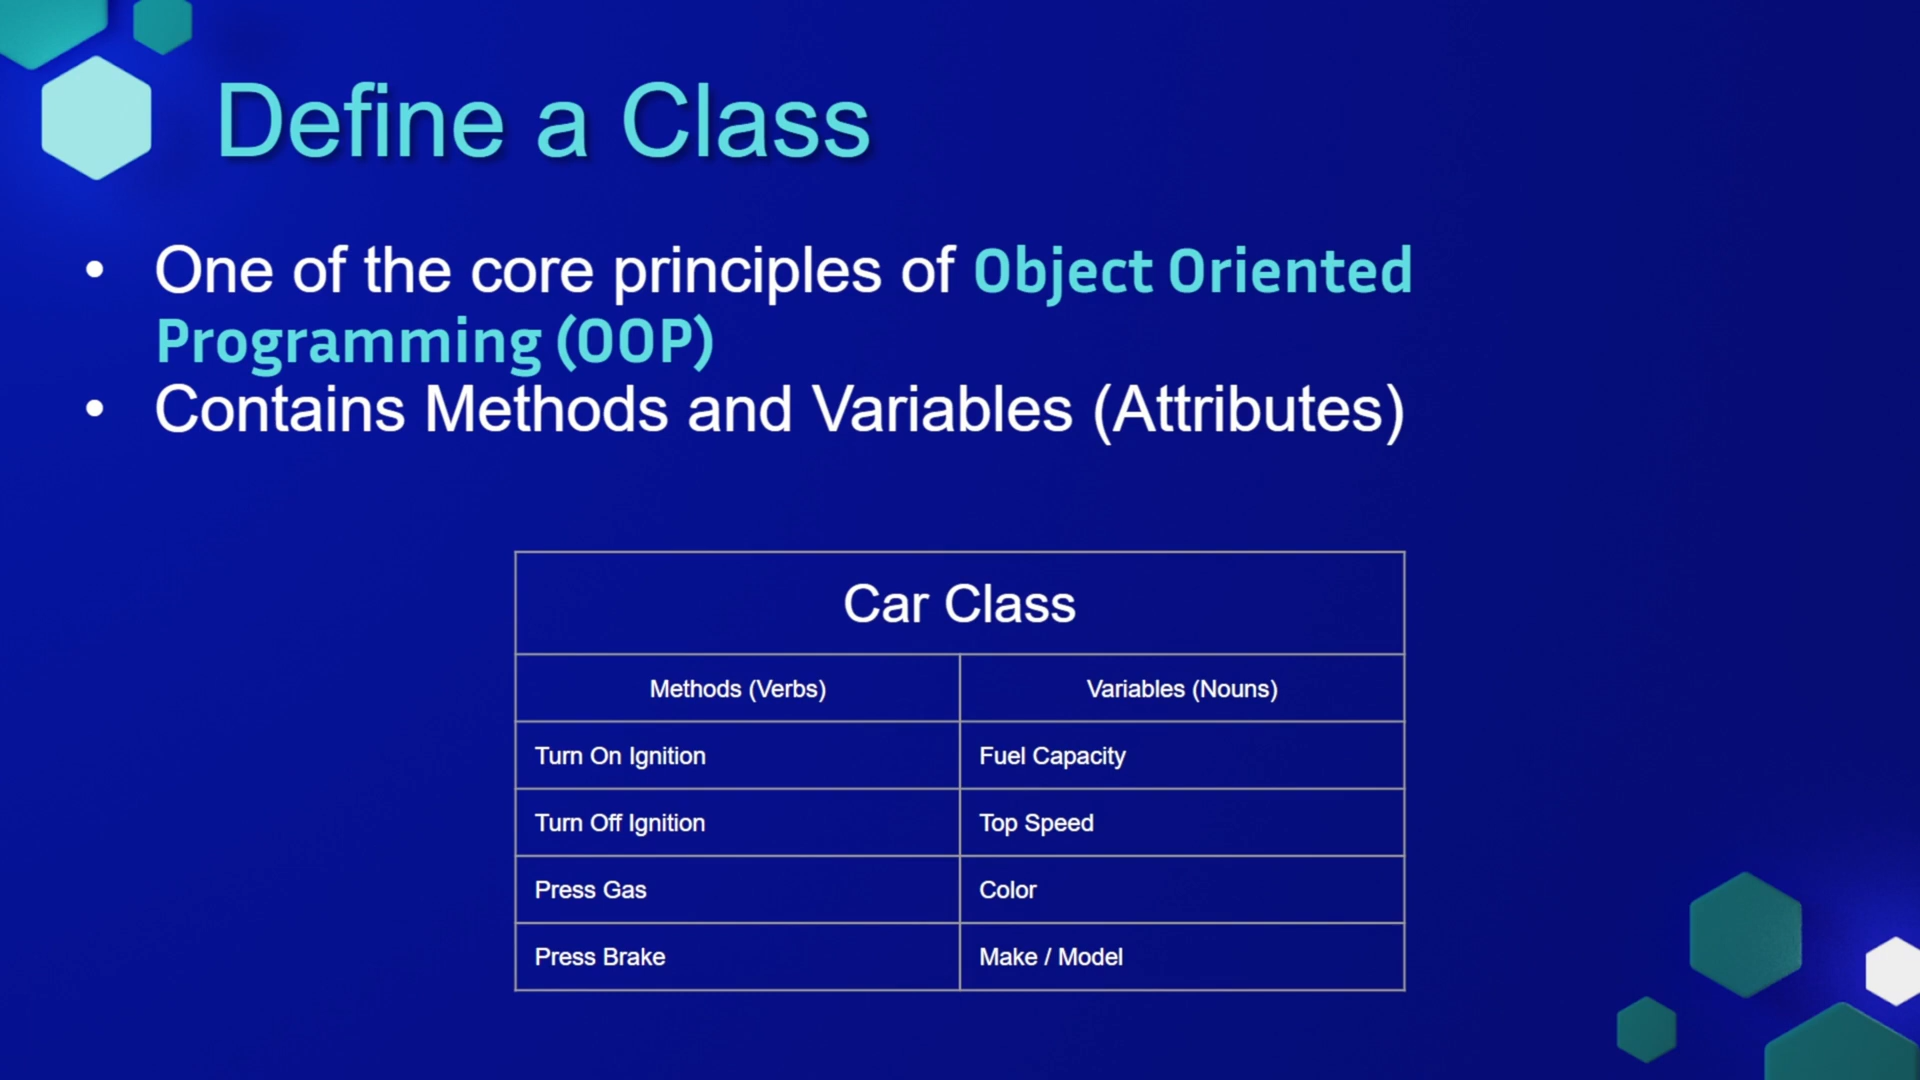 Define a Class
• One of the core principles of Object Oriented
Programming (OOP)
• Contains Methods and Variables (Attributes)
Car Class
Methods (Verbs) Variables (Nouns)
Turn On Ignition Fuel Capacity
Turn Off Ignition Top Speed
Press Gas Color
Press Brake Make / Model